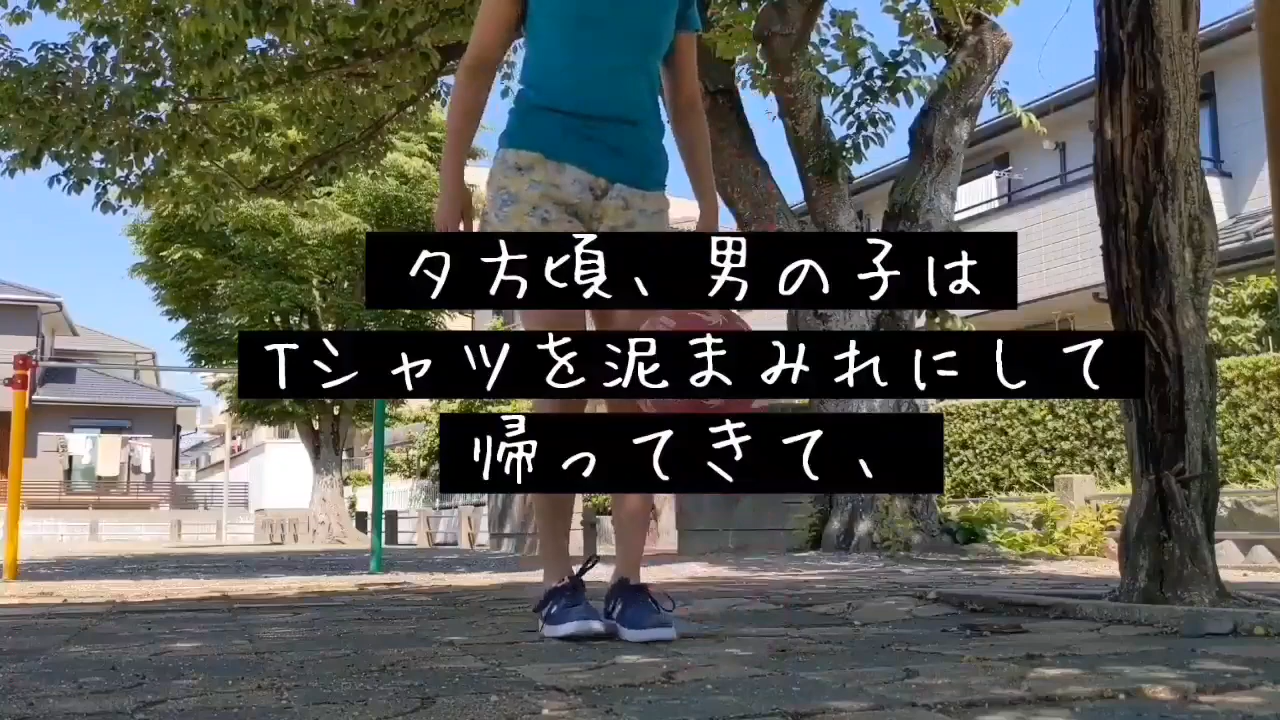 夕方頃、男の子は
Tシャツを泥まみれにして
帰ってきて、